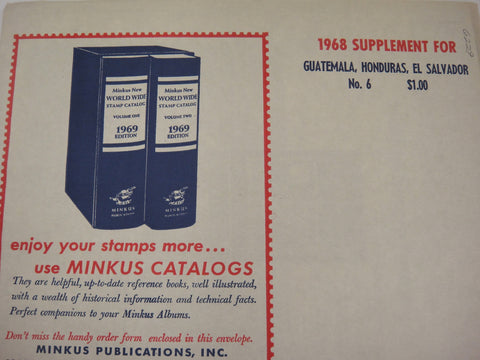 Minkus New
WORLD WIDE
STAMP CATALOG
VOLUME ONE
1969
EDITION
MINKUS
Minkus New
WORLD WIDE
STAMP CATALOG
VOLUME TWO
1969
EDITION
MINKUS
enjoy your stamps more...
use MINKUS CATALOGS
They are helpful, up-to-date reference books, well illustrated,
with a wealth of historical information and technical facts.
Perfect companions to your Minkus Albums.
Don't miss the handy order form enclosed in this envelope.
MINKUS PUBLICATIONS, INC.
1968 SUPPLEMENT FOR
GUATEMALA, HONDURAS, EL SALVADOR
No. 6 $1.00